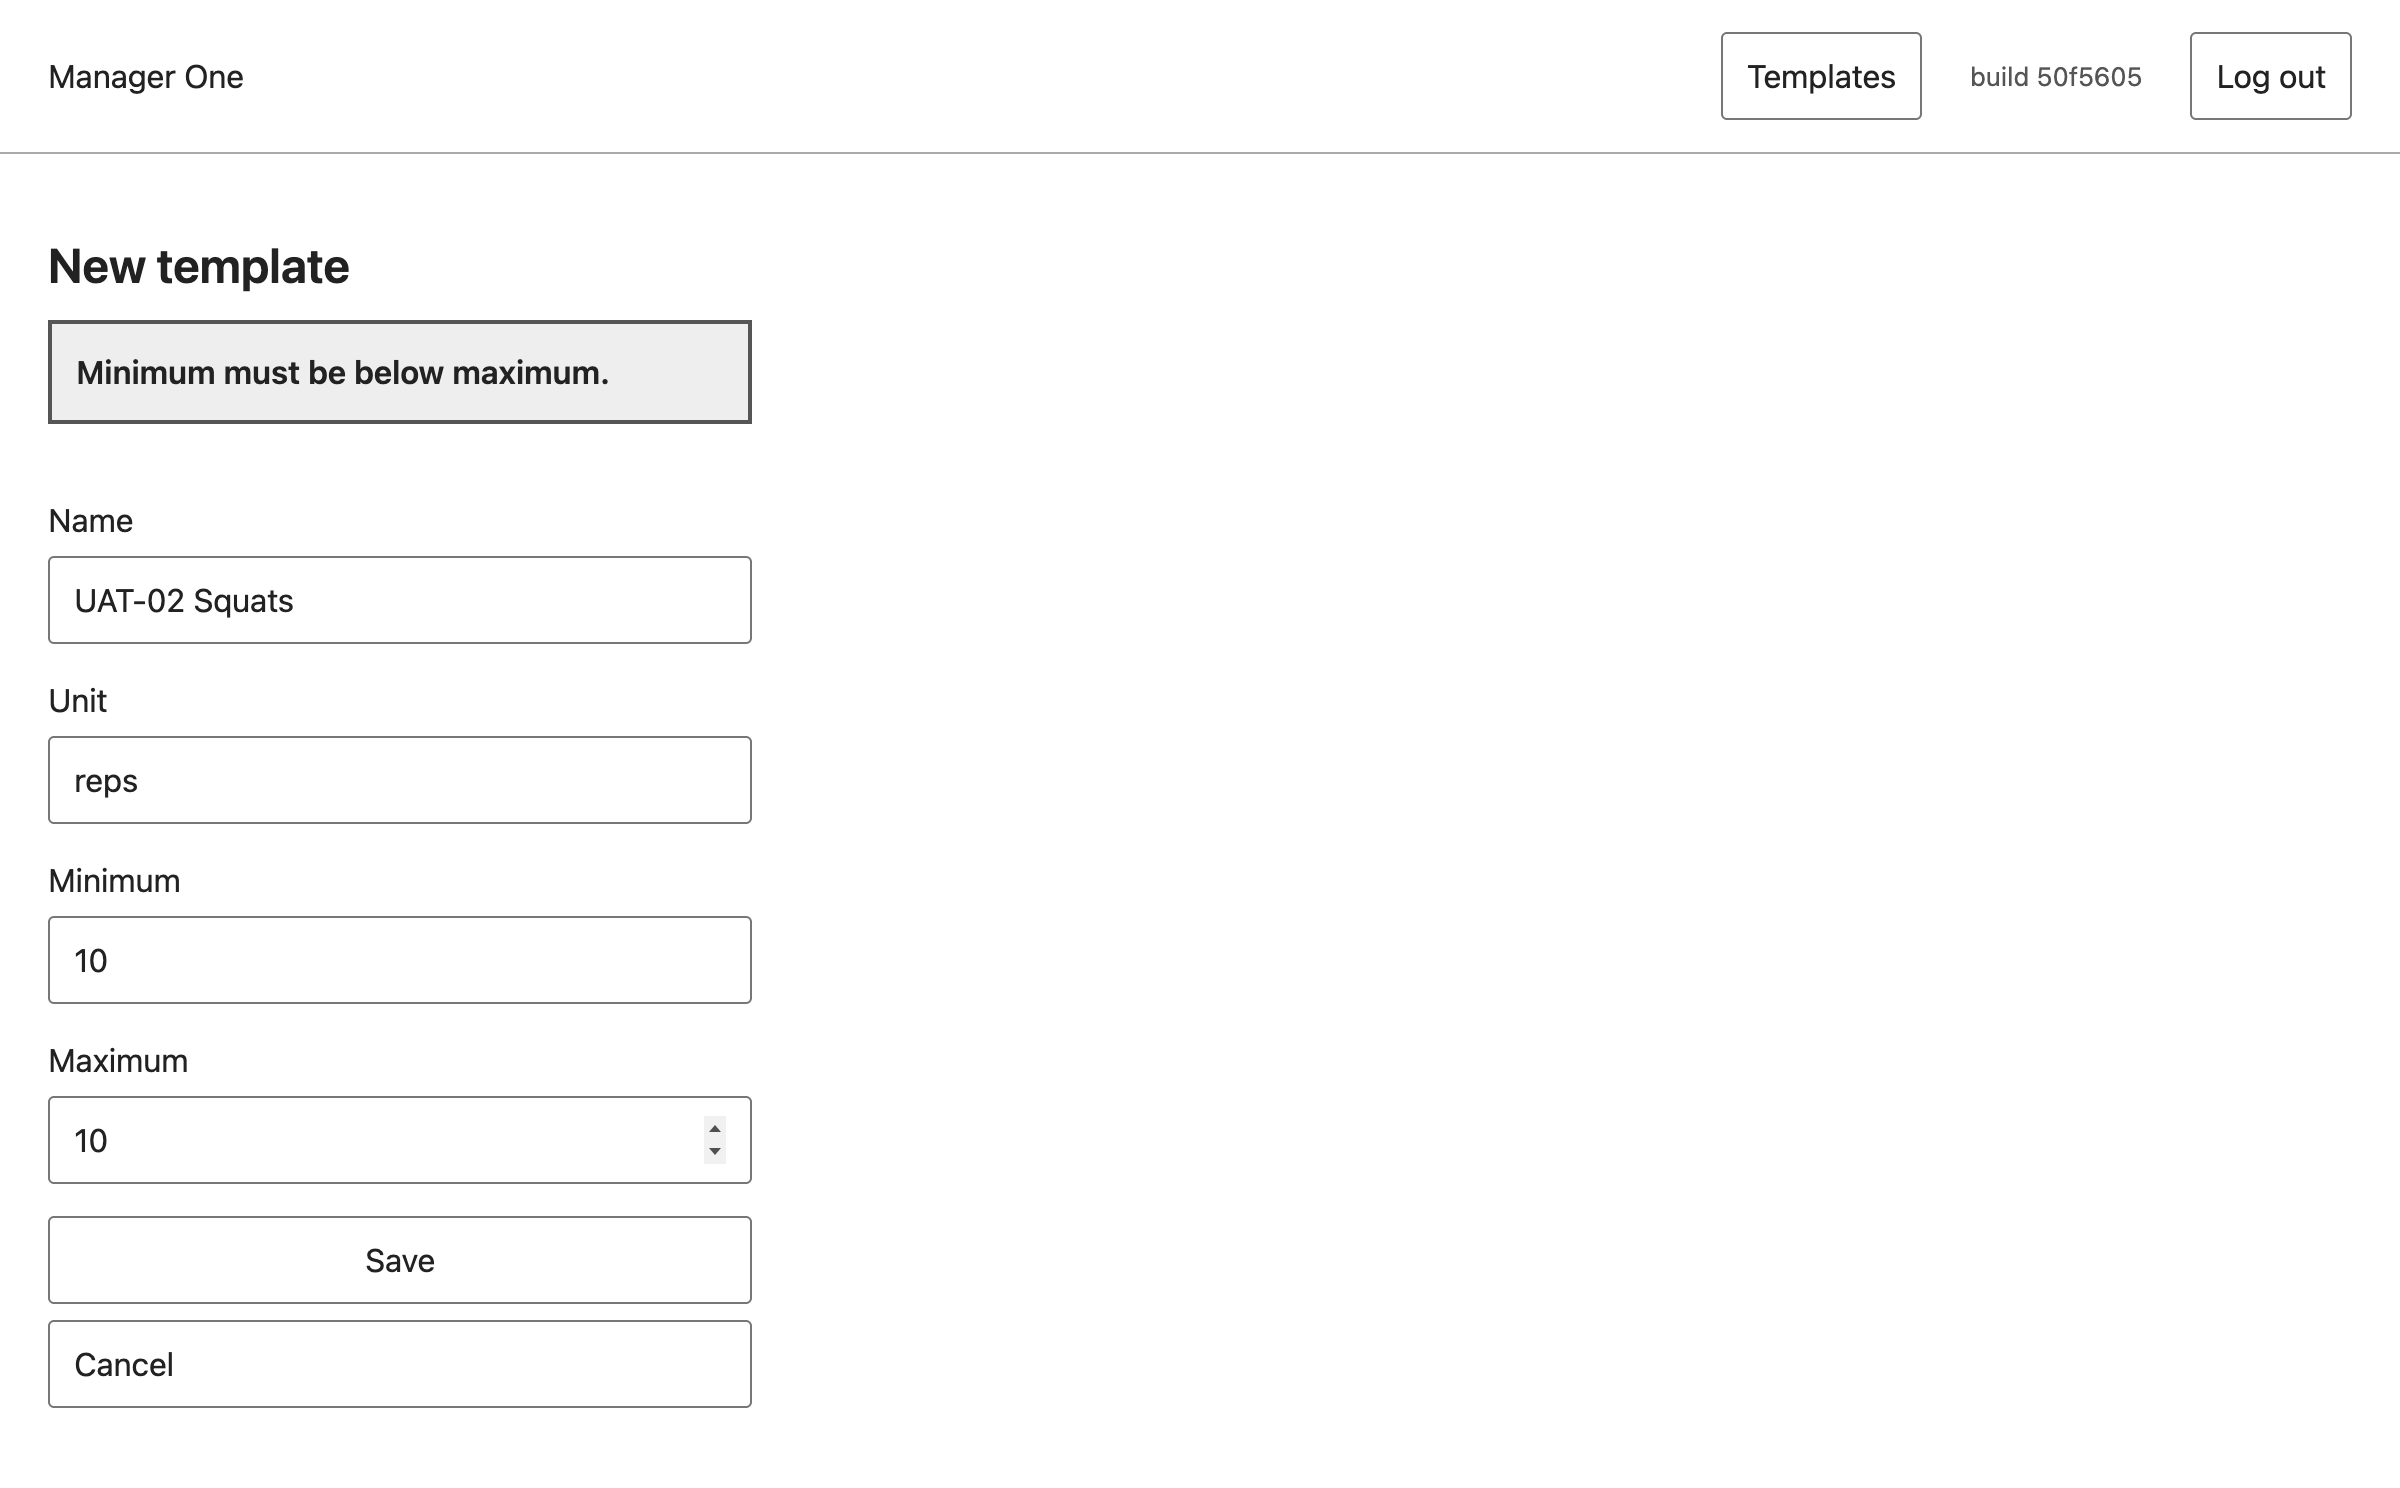 Manager One
Templates
build 50f5605
Log out
New template
Minimum must be below maximum.
Name
UAT-02 Squats
Unit
reps
Minimum
10
Maximum
10
Save
Cancel